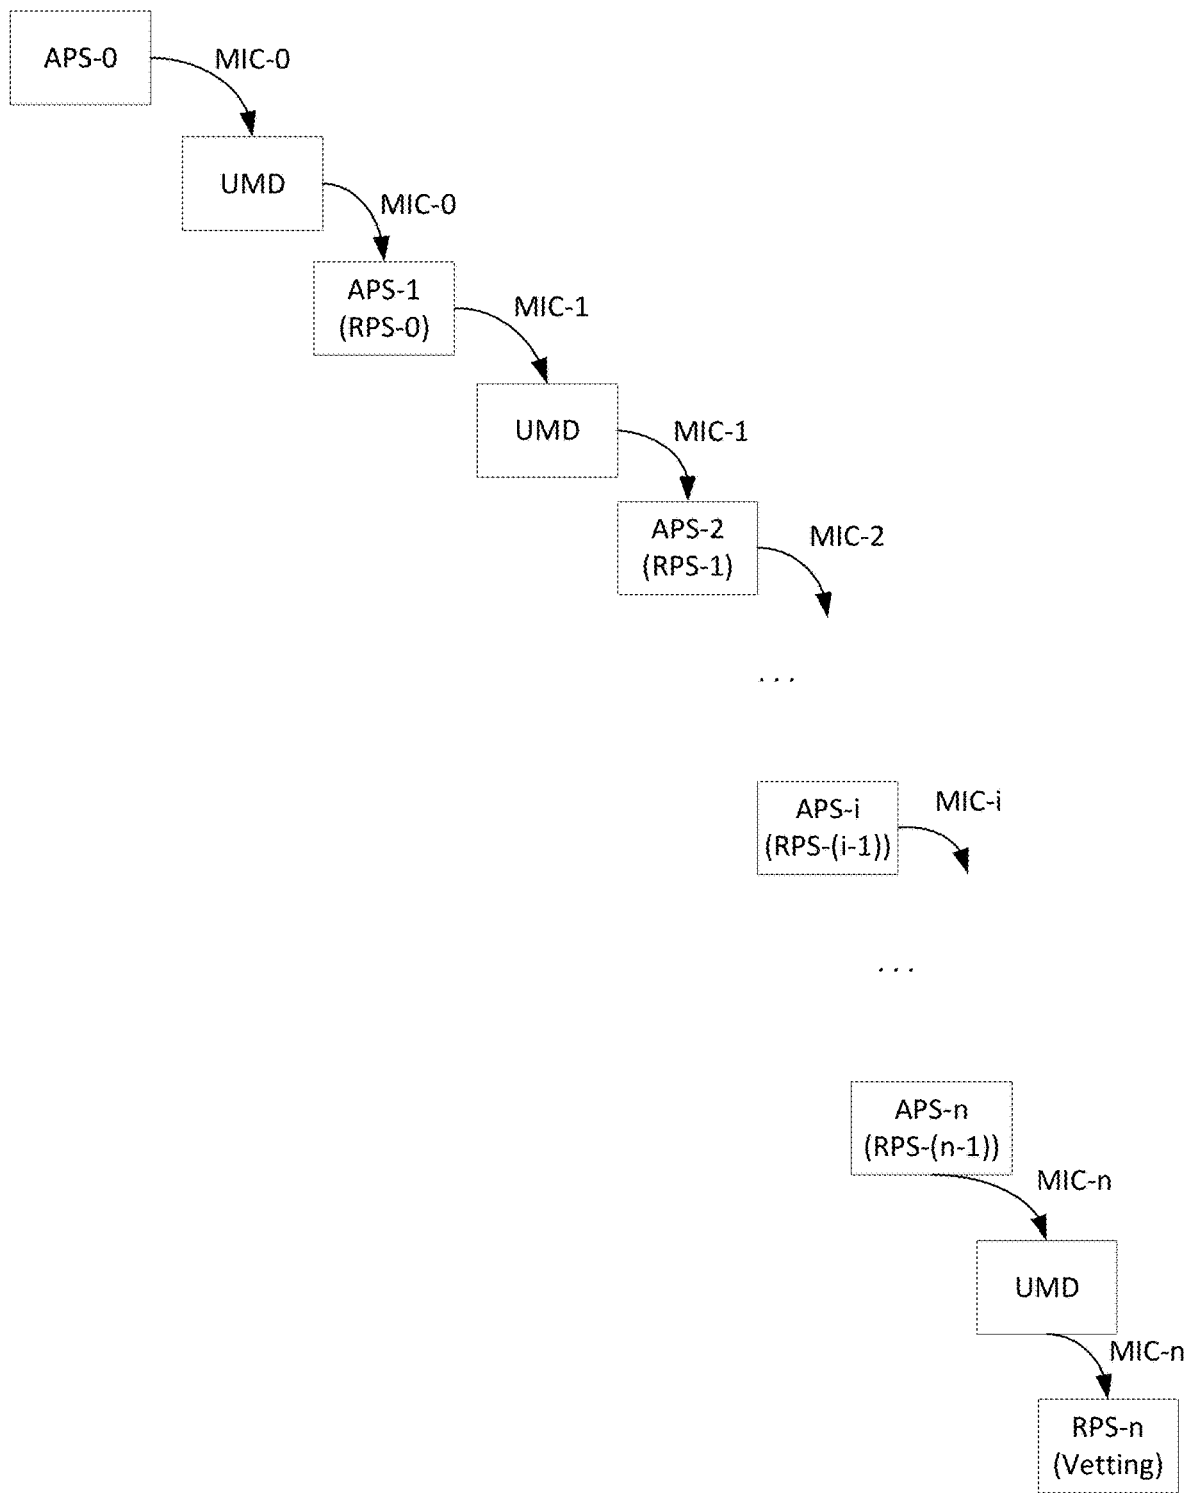 APS-0
MIC-0
UMD
MIC-0
APS-1
(RPS-0)
MIC-1
UMD
MIC-1
APS-2
(RPS-1)
MIC-2
...
APS-i
(RPS-(i-1))
MIC-i
...
APS-n
(RPS-(n-1))
MIC-n
UMD
MIC-n
RPS-n
(Vetting)